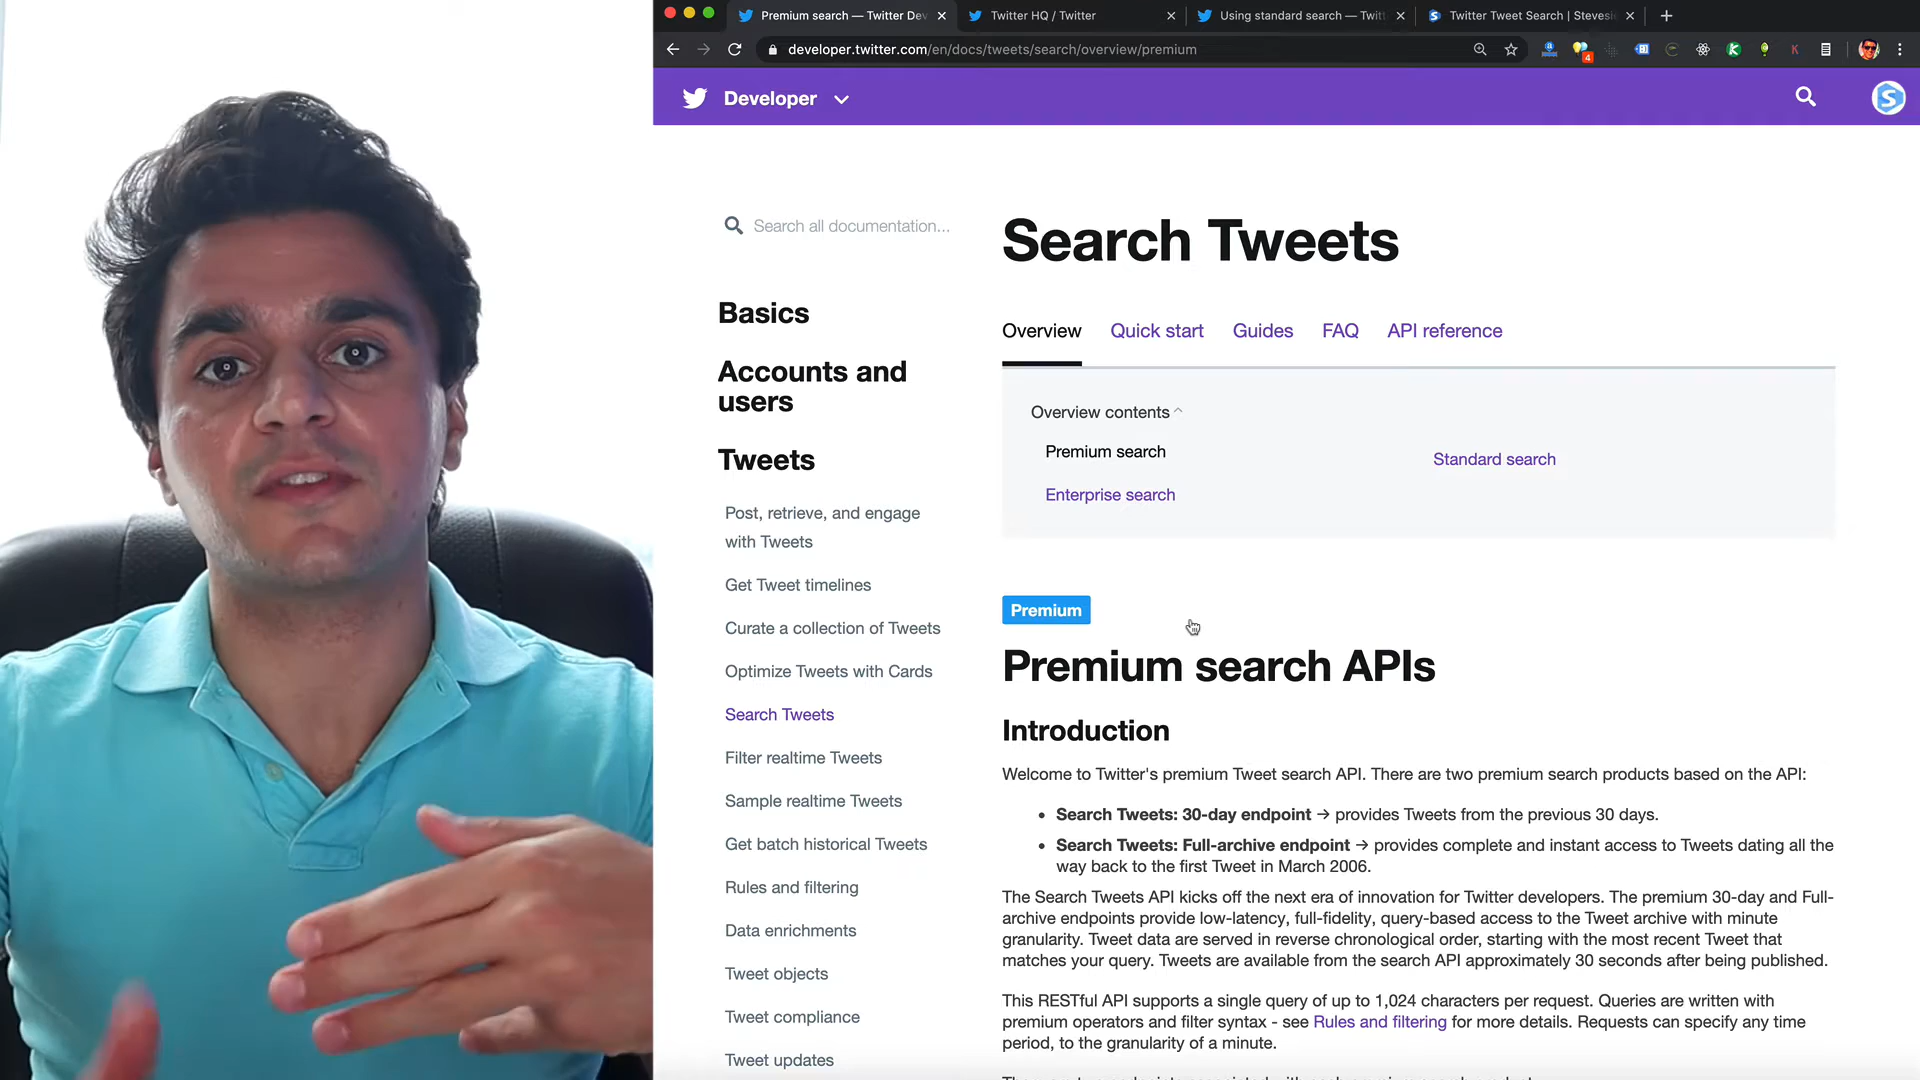 Premium search — Twitter Dev
Twitter HQ / Twitter
Using standard search — Twitt
Twitter Tweet Search | Stevesi
developer.twitter.com/en/docs/tweets/search/overview/premium
4
Developer
S
Search all documentation...
Basics
Accounts and
users
Tweets
Post, retrieve, and engage
with Tweets
Get Tweet timelines
Curate a collection of Tweets
Optimize Tweets with Cards
Search Tweets
Filter realtime Tweets
Sample realtime Tweets
Get batch historical Tweets
Rules and filtering
Data enrichments
Tweet objects
Tweet compliance
Tweet updates
Search Tweets
Overview Quick start Guides FAQ API reference
Overview contents
Premium search
Standard search
Enterprise search
Premium
Premium search APIs
Introduction
Welcome to Twitter's premium Tweet search API. There are two premium search products based on the API:
• Search Tweets: 30-day endpoint → provides Tweets from the previous 30 days.
• Search Tweets: Full-archive endpoint → provides complete and instant access to Tweets dating all the
way back to the first Tweet in March 2006.
The Search Tweets API kicks off the next era of innovation for Twitter developers. The premium 30-day and Full-
archive endpoints provide low-latency, full-fidelity, query-based access to the Tweet archive with minute
granularity. Tweet data are served in reverse chronological order, starting with the most recent Tweet that
matches your query. Tweets are available from the search API approximately 30 seconds after being published.
This RESTful API supports a single query of up to 1,024 characters per request. Queries are written with
premium operators and filter syntax - see Rules and filtering for more details. Requests can specify any time
period, to the granularity of a minute.